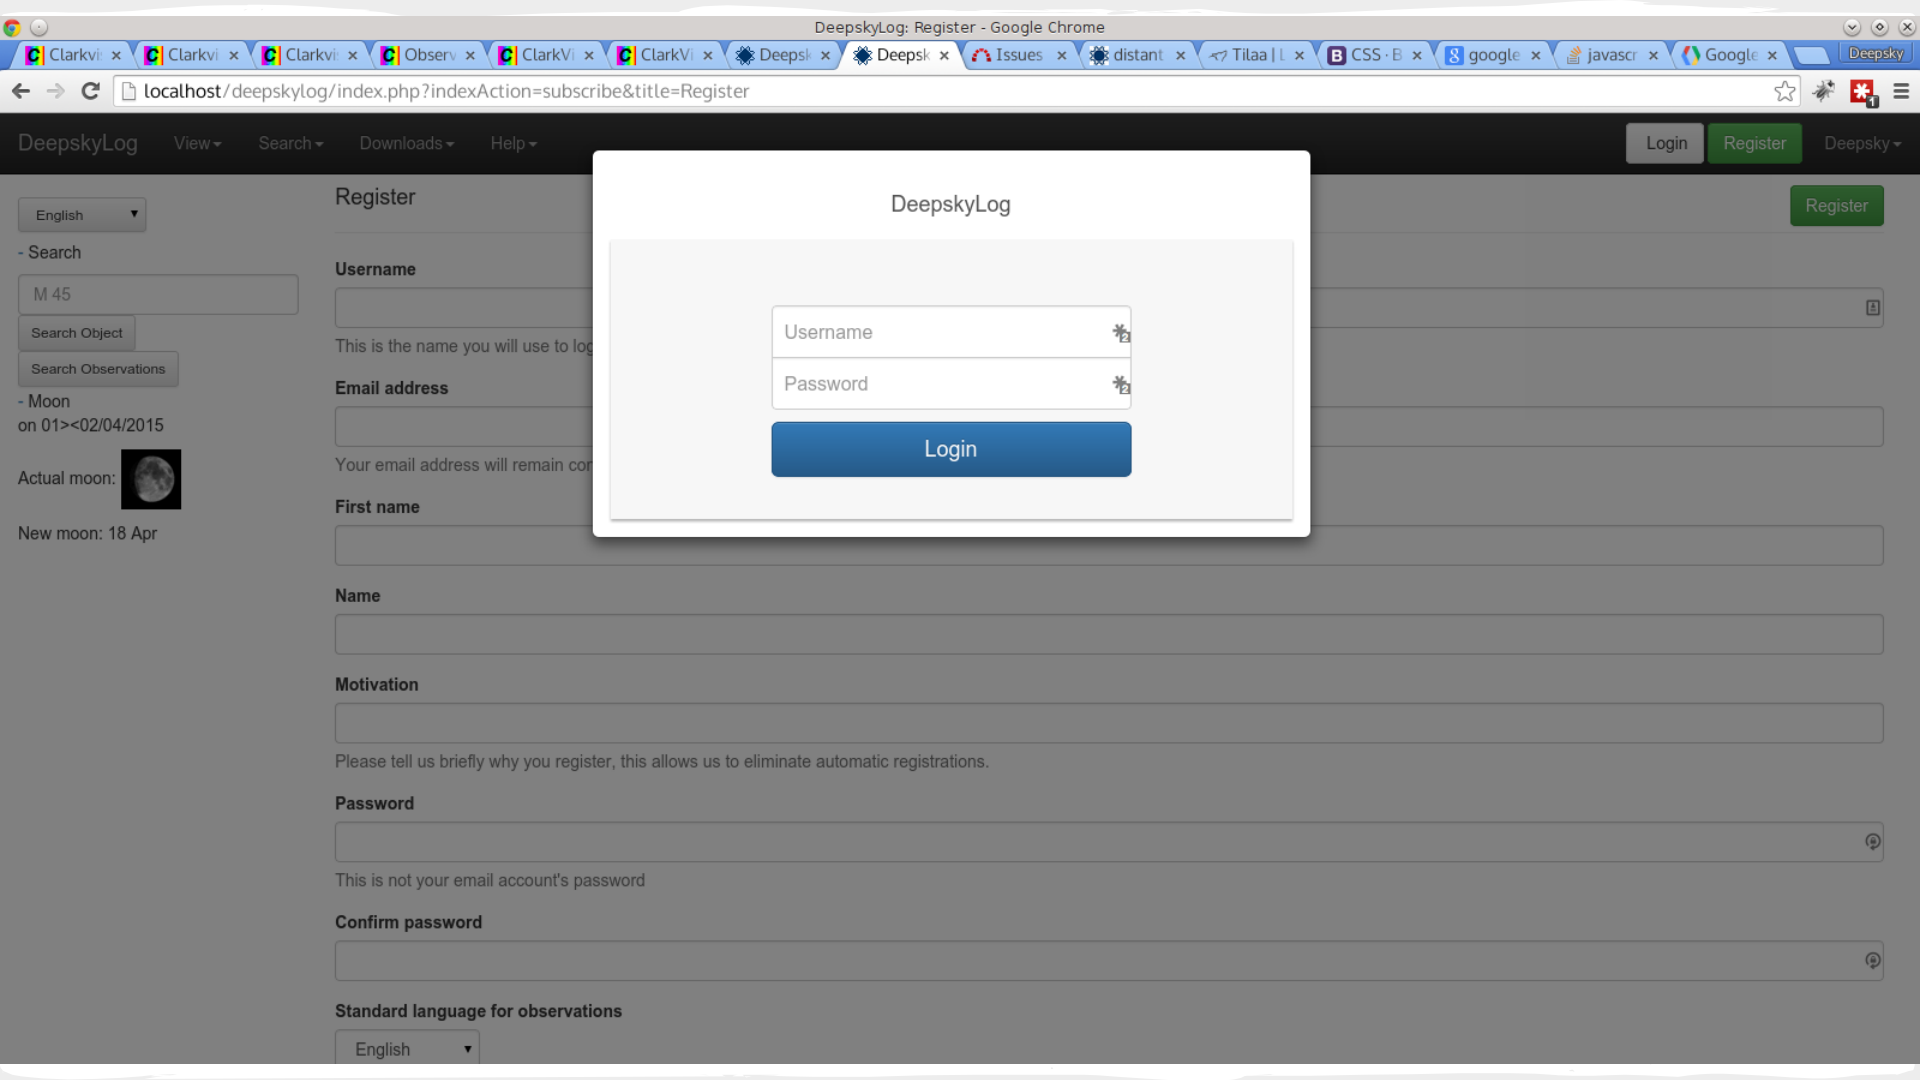 DeepskyLog: Register - Google Chrome
Clarkvi Clarkvi Clarkvi Observ ClarkVi ClarkVi Deepsk Deepsk Issues distant Tilaa | L CSS · B google javascr Google Deepsky
localhost/deepskylog/index.php?indexAction=subscribe&title=Register
1
DeepskyLog View Search Downloads Help Login Register Deepsky
English
- Search
M 45
Search Object
Search Observations
- Moon
on 01><02/04/2015
Actual moon:
New moon: 18 Apr
Register
Register
Username
This is the name you will use to log
Email address
Your email address will remain con
First name
Name
Motivation
Please tell us briefly why you register, this allows us to eliminate automatic registrations.
Password
This is not your email account's password
Confirm password
Standard language for observations
English
DeepskyLog
Username
Password
Login